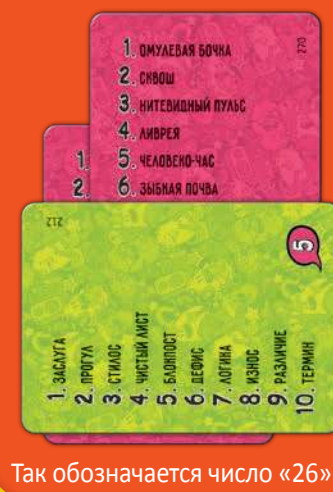 1. ОМУЛЕВАЯ БОЧКА
2. СКВОШ
3. НИТЕВИДНЫЙ ПУЛЬС
4. ЛИВРЕЯ
5. ЧЕЛОВЕКО-ЧАС
6. ЗЫБКАЯ ПОЧВА
270
1.
2.
212
1. ЗАСЛУГА
2. ПРОГУЛ
3. СТИЛОС
4. ЧИСТЫЙ ЛИСТ
5. БЛОКПОСТ
6. ДЕФИС
7. ЛОГИКА
8. ИЗНОС
9. РАЗЛИЧИЕ
10. ТЕРМИН
5
Так обозначается число «26»